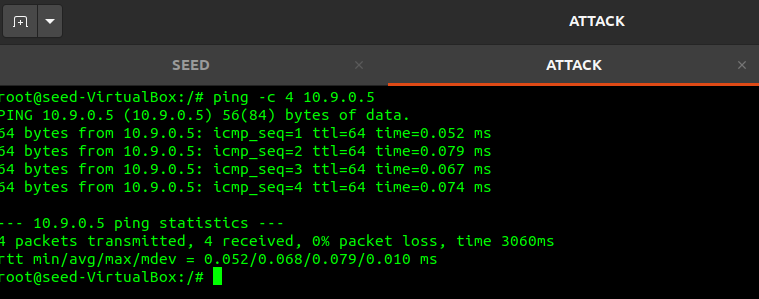 ATTACK
SEED × ATTACK ×
root@seed-VirtualBox:/# ping -c 4 10.9.0.5
PING 10.9.0.5 (10.9.0.5) 56(84) bytes of data.
64 bytes from 10.9.0.5: icmp_seq=1 ttl=64 time=0.052 ms
64 bytes from 10.9.0.5: icmp_seq=2 ttl=64 time=0.079 ms
64 bytes from 10.9.0.5: icmp_seq=3 ttl=64 time=0.067 ms
64 bytes from 10.9.0.5: icmp_seq=4 ttl=64 time=0.074 ms

--- 10.9.0.5 ping statistics ---
4 packets transmitted, 4 received, 0% packet loss, time 3060ms
rtt min/avg/max/mdev = 0.052/0.068/0.079/0.010 ms
root@seed-VirtualBox:/#